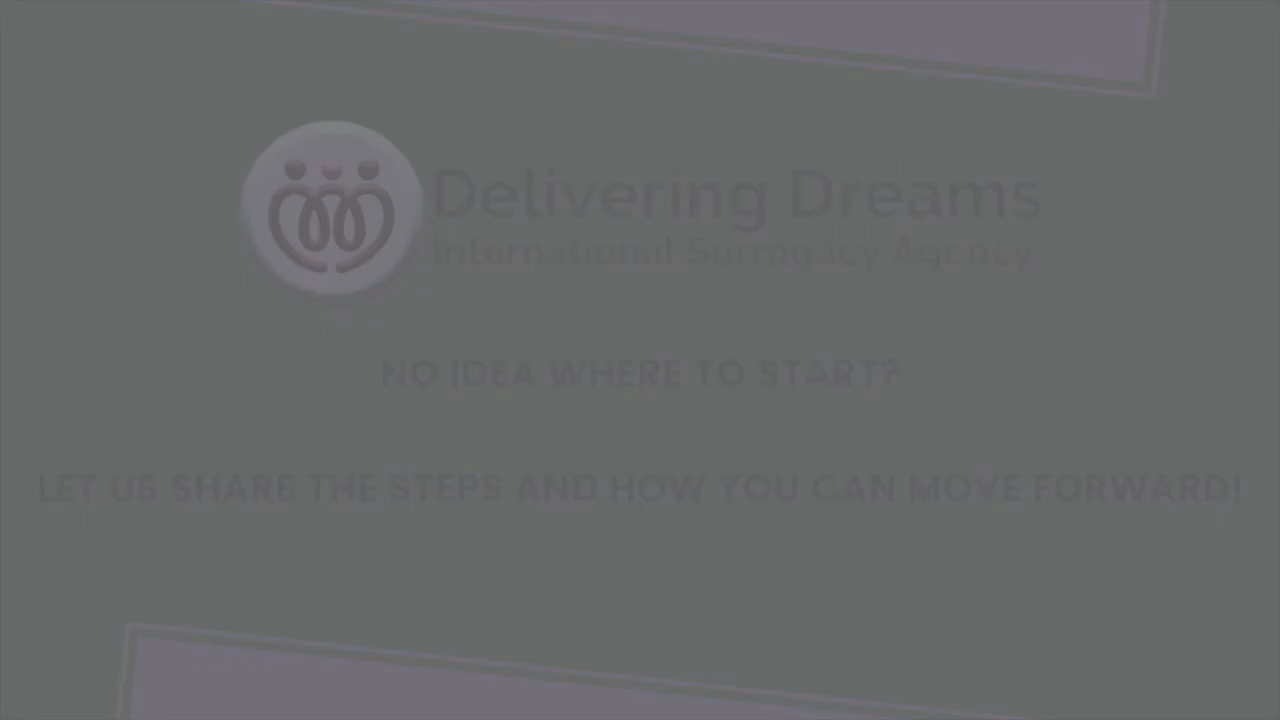 Delivering Dreams
International Surrogacy Agency
NO IDEA WHERE TO START?
LET US SHARE THE STEPS AND HOW YOU CAN MOVE FORWARD!